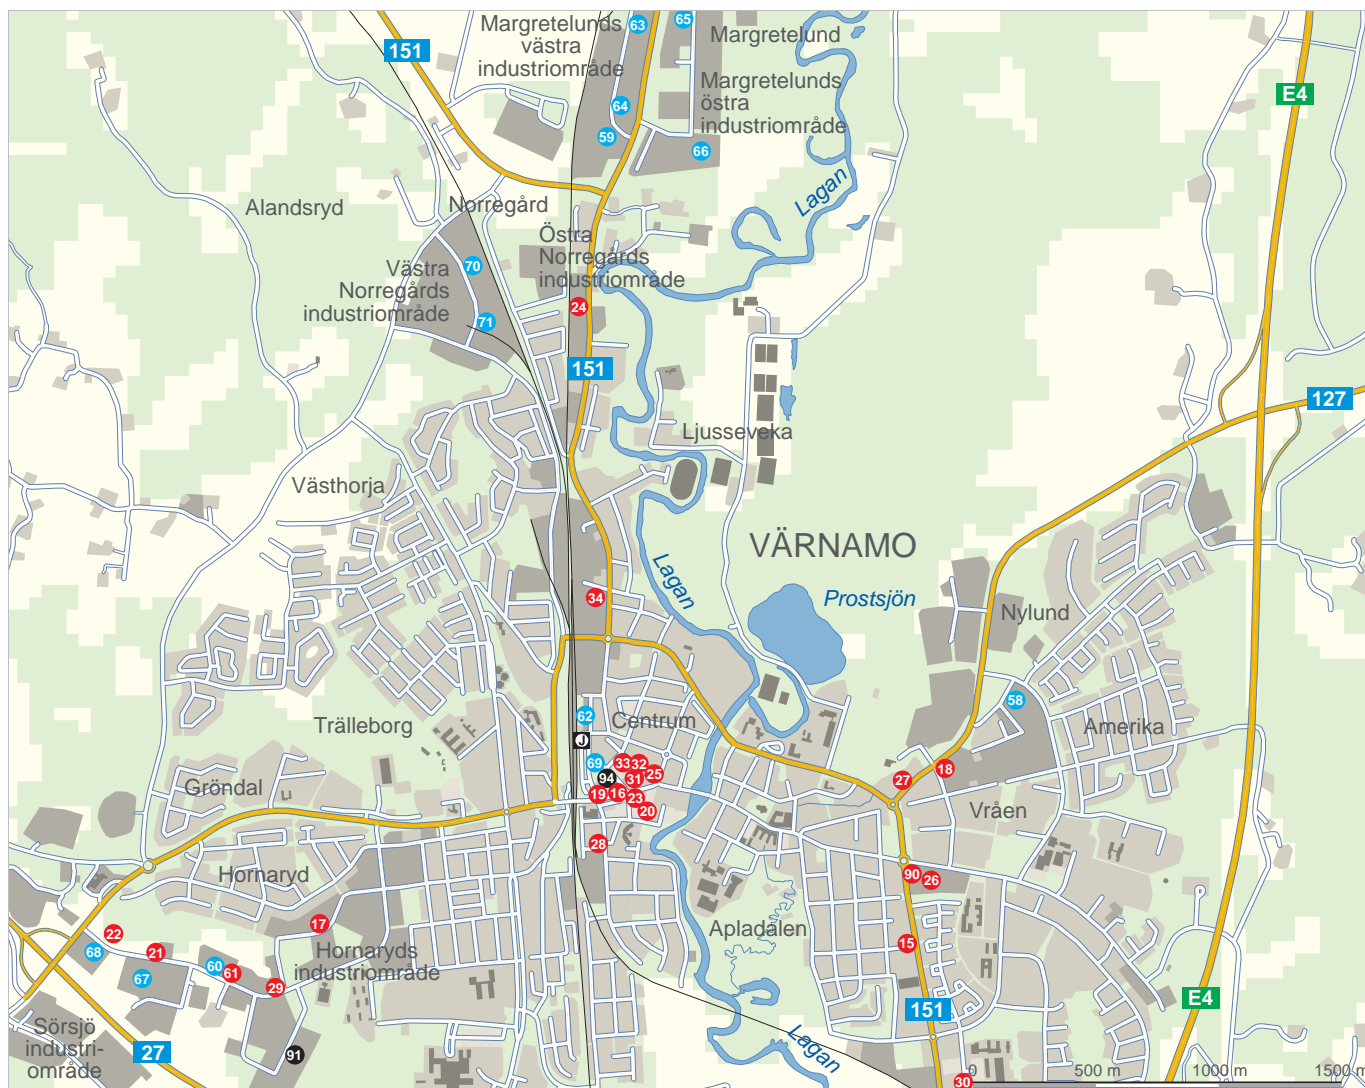 63
65
Margretelunds
västra
industriområde
Margretelund
151
Margretelunds
östra
industriområde
E4
64
59
66
Lagan
Alandsryd
Norregård
Östra
Norregårds
industriområde
70
Västra
Norregårds
industriområde
71
24
151
127
Ljusseveka
Västhorja
VÄRNAMO
Lagan
Prostsjön
34
Nylund
58
62
Centrum
Amerika
Trälleborg
J
69
33
32
94
31
25
18
27
Gröndal
19
16
23
20
Vråen
28
Hornaryd
90
26
17
22
Apladalen
15
68
21
Hornaryds
industriområde
60
61
67
29
E4
151
Sörsjö
industri-
område
27
91
Lagan
30
0
500 m
1000 m
1500 m